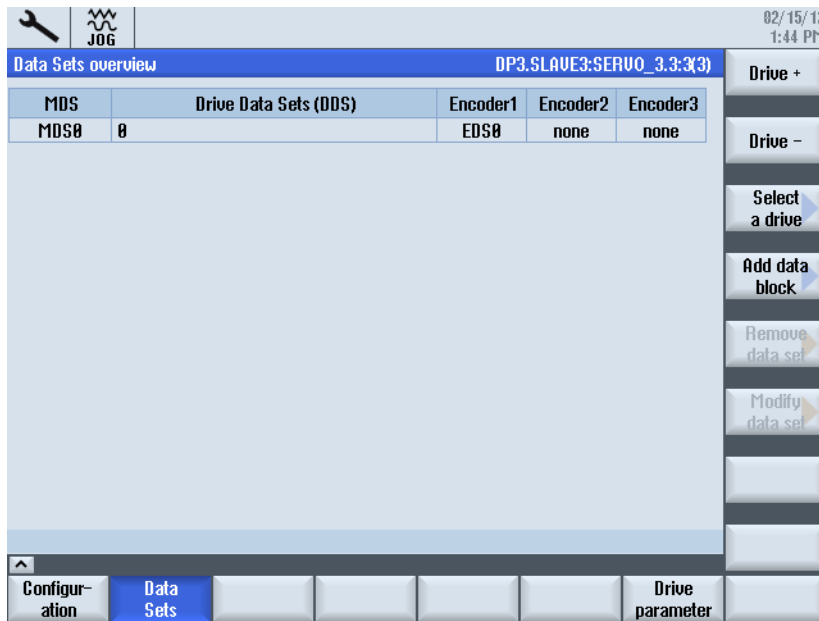 02/15/1
1:44 P
JOG
Data Sets overview DP3.SLAVE3:SERVO_3.3:3(3)
MDS Drive Data Sets (DDS) Encoder1 Encoder2 Encoder3
MDS0 0 EDS0 none none
Drive +
Drive -
Select
a drive
Add data
block
Remove
data set
Modify
data set
Configur-
ation
Data
Sets
Drive
parameter